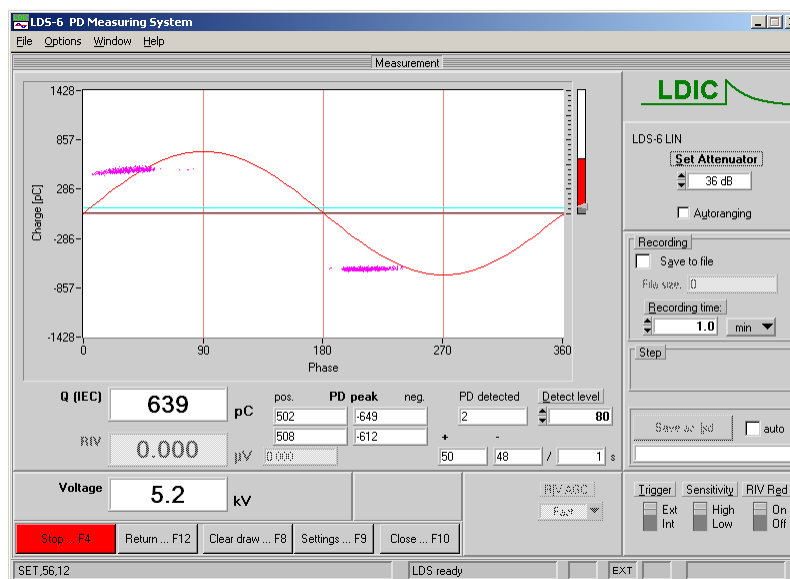 LDS-6 PD Measuring System
File Options Window Help
Measurement
1428
857
286
-286
-857
-1428
Charge [pC]
0 90 180 270 360
Phase
LDIC
LDS-6 LIN
Set Attenuator
36 dB
Autoranging
Recording
Save to file
File size: 0
Recording time:
1.0 min
Step
Save as lpd auto
Q (IEC) 639 pC
RIV 0.000 µV
pos. PD peak neg.
502 -649
508 -612
0.000
PD detected Detect level
2 80
+ -
50 48 / 1 s
Voltage 5.2 kV
RIV AGC
Fast
Trigger Sensitivity RIV Red
Ext High On
Int Low Off
Stop ... F4 Return ... F12 Clear draw ... F8 Settings ... F9 Close ... F10
SET,56,12 LDS ready EXT